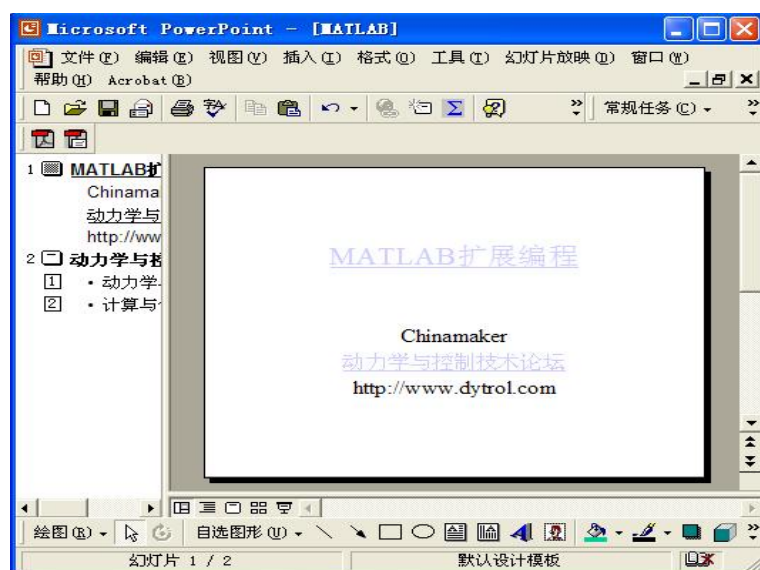 Microsoft PowerPoint - [MATLAB]
文件(F) 编辑(E) 视图(V) 插入(I) 格式(O) 工具(T) 幻灯片放映(D) 窗口(W)
帮助(H) Acrobat(B)
常规任务(C)
1 MATLAB扩
Chinama
动力学与
http://ww
2 动力学与控
1 • 动力学
2 • 计算与
MATLAB扩展编程
Chinamaker
动力学与控制技术论坛
http://www.dytrol.com
绘图(R) 自选图形(U)
幻灯片 1 / 2 默认设计模板